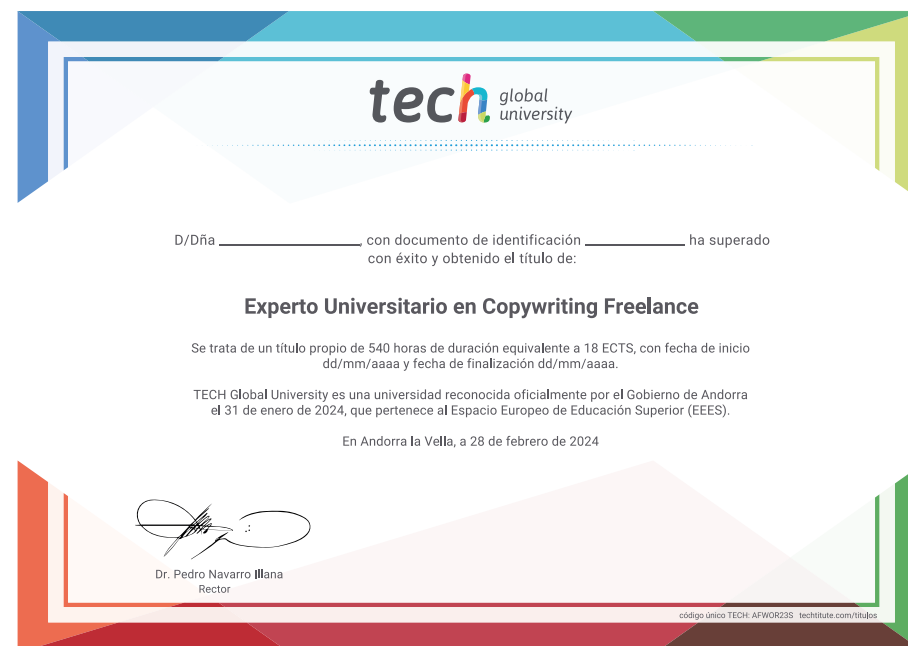 tech global university
D/Dña ______________________, con documento de identificación ______________ ha superado
con éxito y obtenido el título de:
Experto Universitario en Copywriting Freelance
Se trata de un título propio de 540 horas de duración equivalente a 18 ECTS, con fecha de inicio
dd/mm/aaaa y fecha de finalización dd/mm/aaaa.
TECH Global University es una universidad reconocida oficialmente por el Gobierno de Andorra
el 31 de enero de 2024, que pertenece al Espacio Europeo de Educación Superior (EEES).
En Andorra la Vella, a 28 de febrero de 2024
Dr. Pedro Navarro Illana
Rector
código único TECH: AFWOR23S techtitute.com/titulos